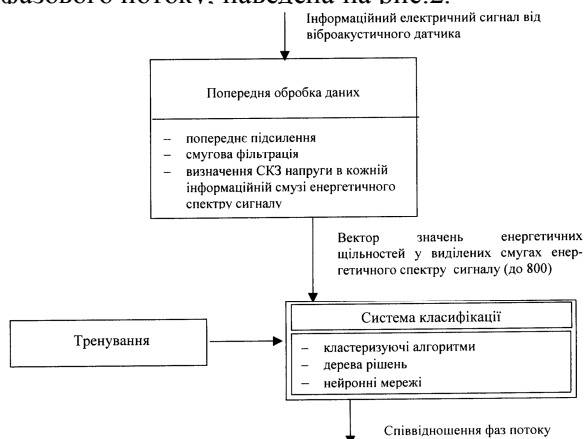 фазового потоку, наведена на рис.2.
Інформаційний електричний сигнал від
віброакустичного датчика
Попередня обробка даних
– попереднє підсилення
– смугова фільтрація
– визначення СКЗ напруги в кожній
інформаційній смузі енергетичного
спектру сигналу
Вектор значень енергетичних
щільностей у виділених смугах енер-
гетичного спектру сигналу (до 800)
Система класифікації
Тренування
– кластеризуючі алгоритми
– дерева рішень
– нейронні мережі
Співвідношення фаз потоку